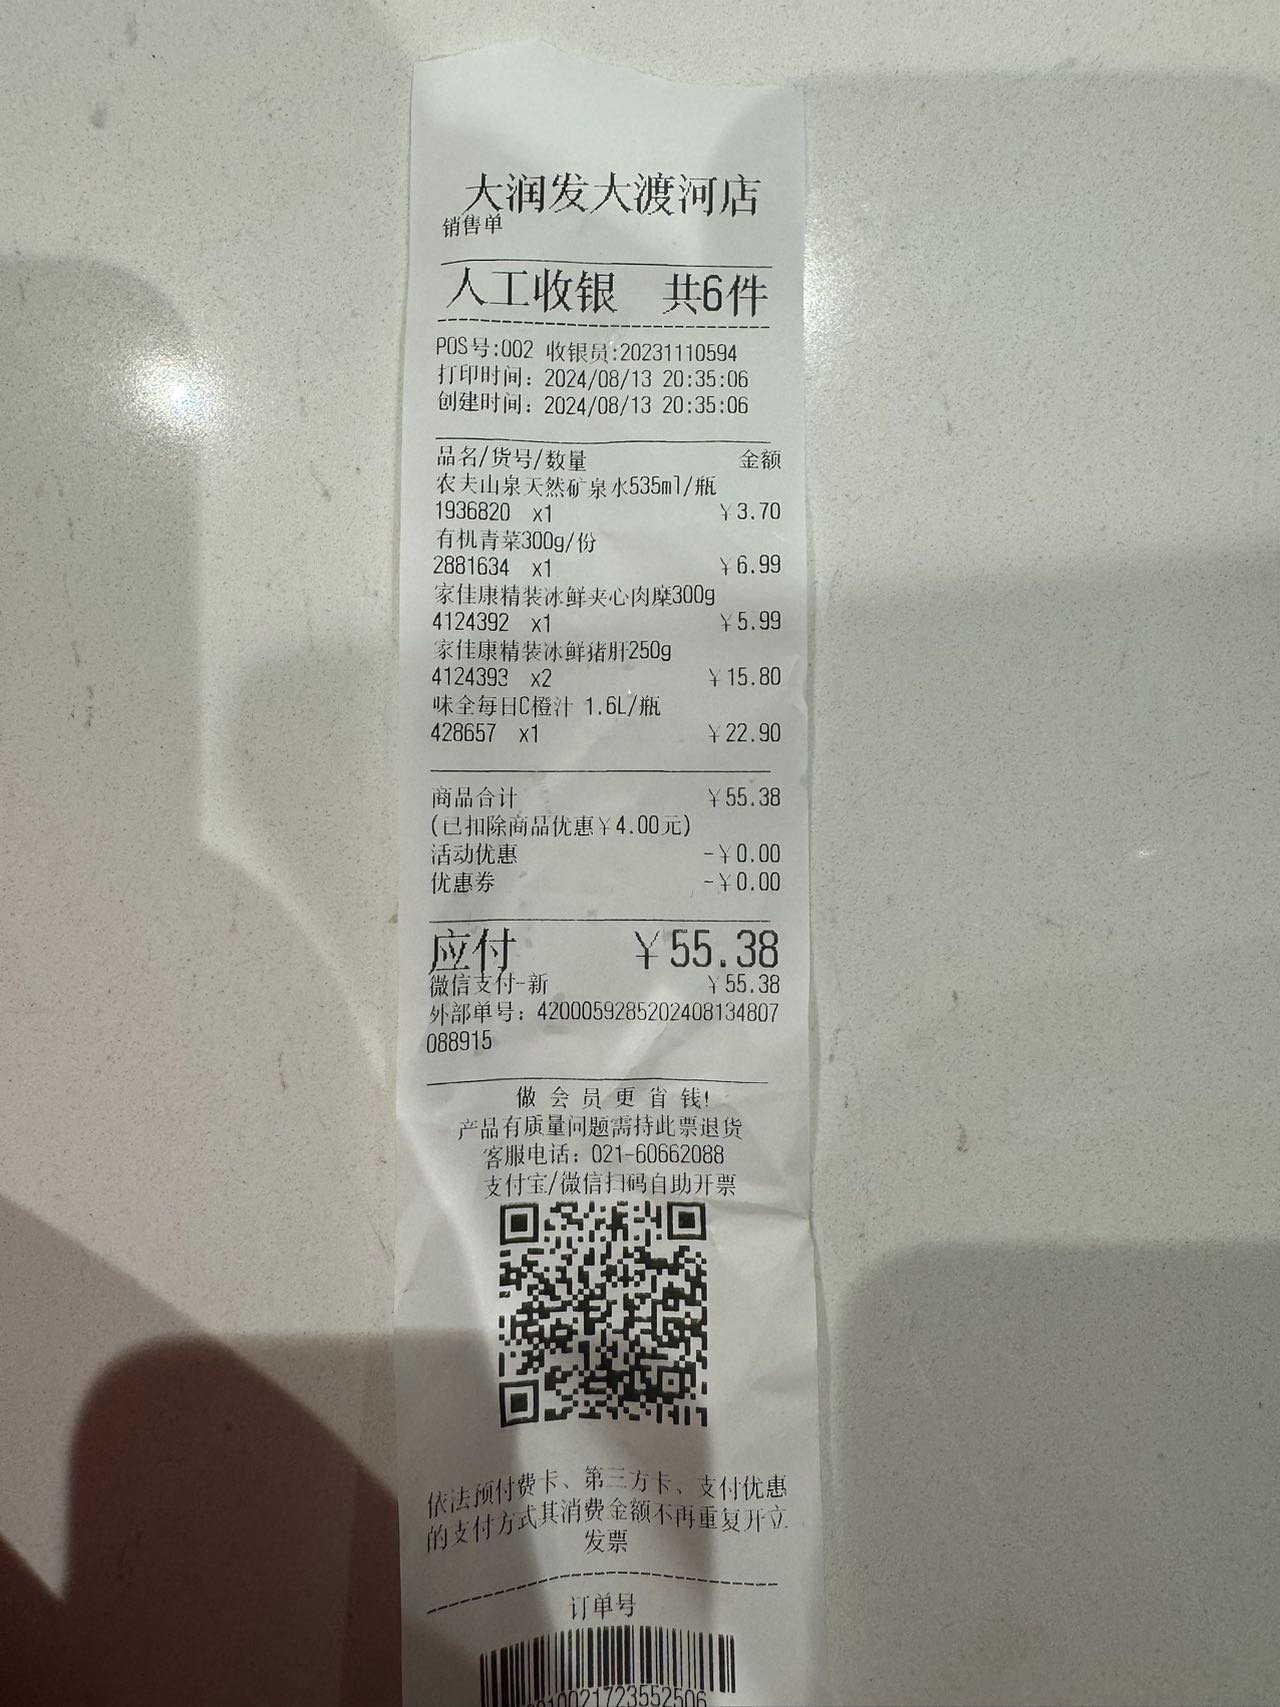 大润发大渡河店
销售单
人工收银 共6件
POS号:002 收银员:20231110594
打印时间: 2024/08/13 20:35:06
创建时间: 2024/08/13 20:35:06
品名/货号/数量 金额
农夫山泉天然矿泉水535ml/瓶
1936820 x1 ¥3.70
有机青菜300g/份
2881634 x1 ¥6.99
家佳康精装冰鲜夹心肉糜300g
4124392 x1 ¥5.99
家佳康精装冰鲜猪肝250g
4124393 x2 ¥15.80
味全每日C橙汁 1.6L/瓶
428657 x1 ¥22.90
商品合计 ¥55.38
(已扣除商品优惠¥4.00元)
活动优惠 -¥0.00
优惠券 -¥0.00
应付 ¥55.38
微信支付-新 ¥55.38
外部单号: 4200059285202408134807
088915
做会员更省钱!
产品有质量问题需持此票退货
客服电话: 021-60662088
支付宝/微信扫码自助开票
依法预付费卡、第三方卡、支付优惠
的支付方式其消费金额不再重复开立
发票
订单号